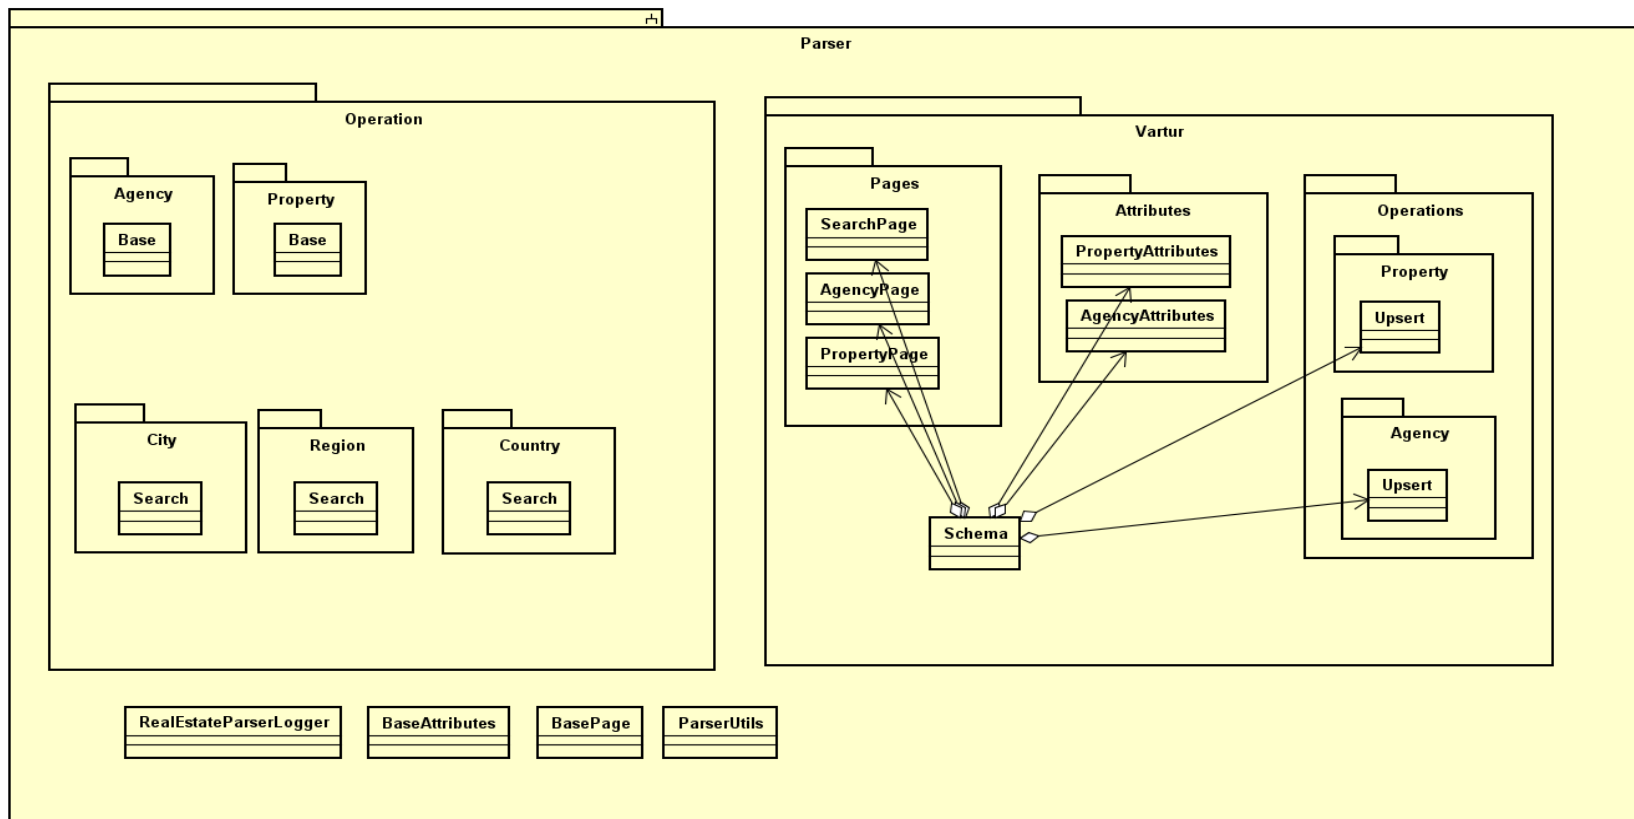 Parser
Operation
Agency
Base
Property
Base
City
Search
Region
Search
Country
Search
Vartur
Pages
SearchPage
AgencyPage
PropertyPage
Attributes
PropertyAttributes
AgencyAttributes
Operations
Property
Upsert
Agency
Upsert
Schema
RealEstateParserLogger
BaseAttributes
BasePage
ParserUtils